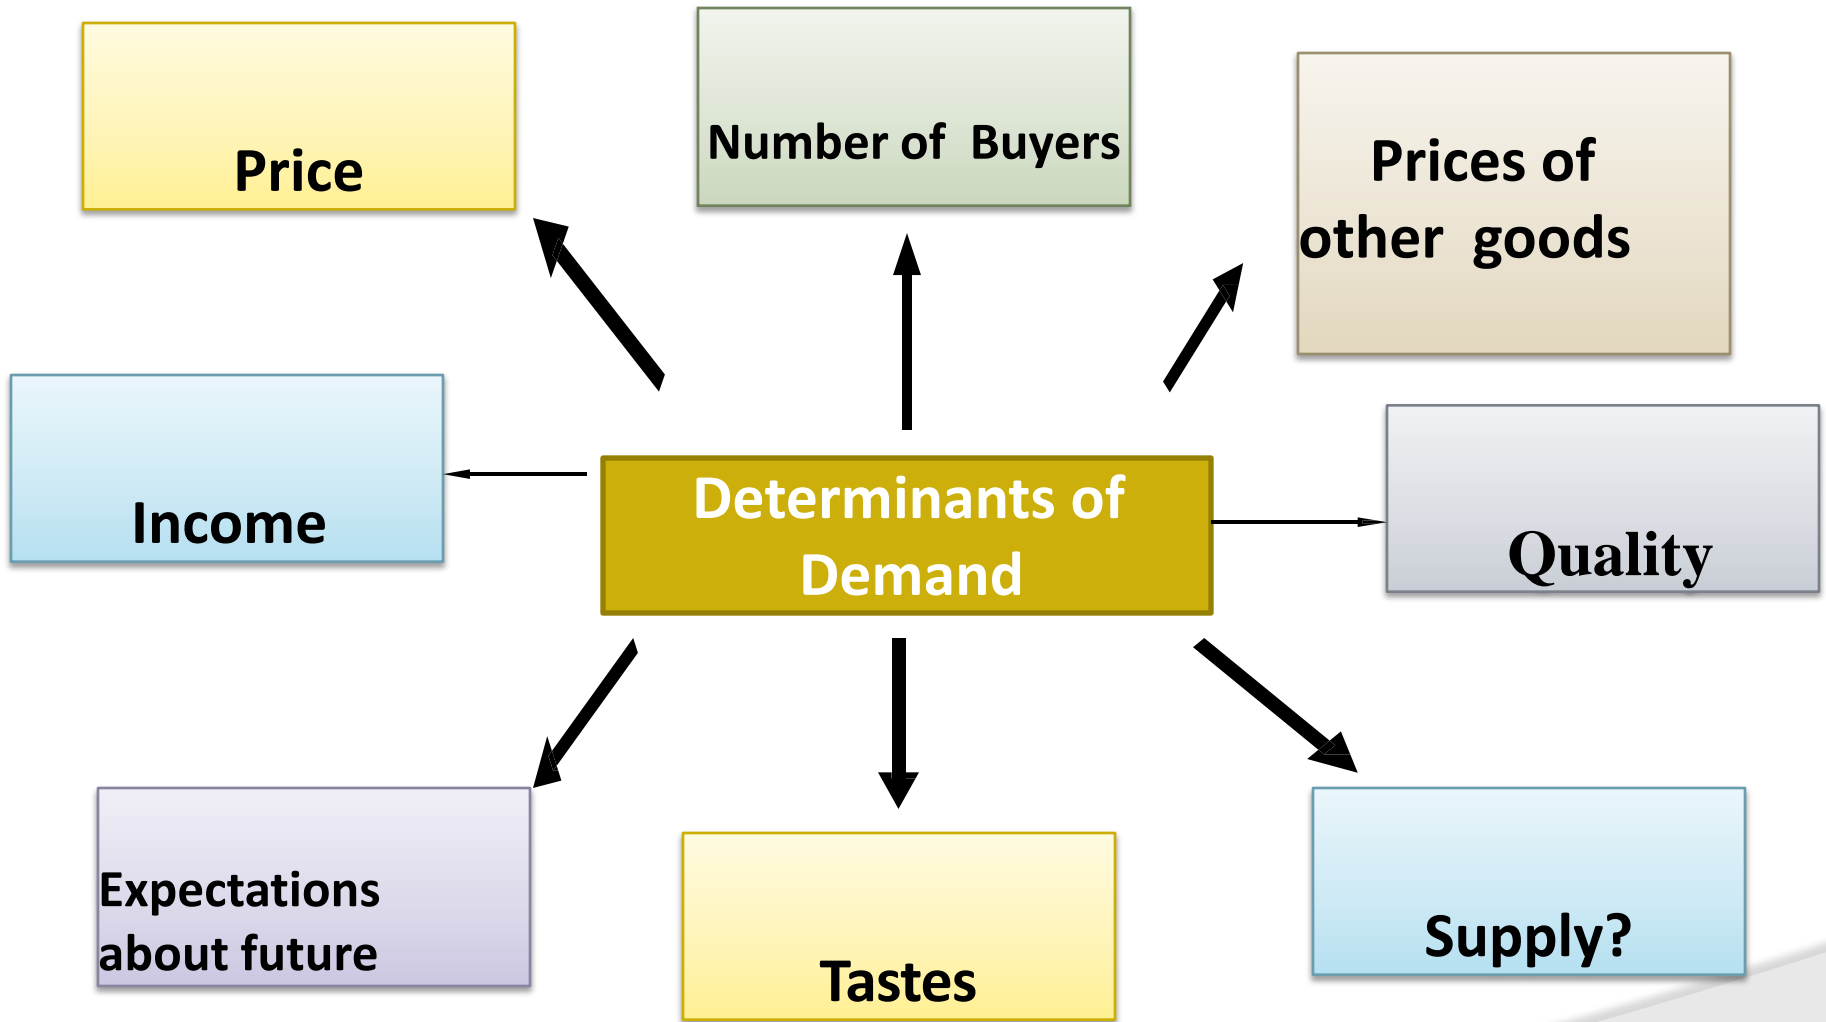 Price
Number of Buyers
Prices of
other goods
Income
Determinants of
Demand
Quality
Expectations
about future
Tastes
Supply?